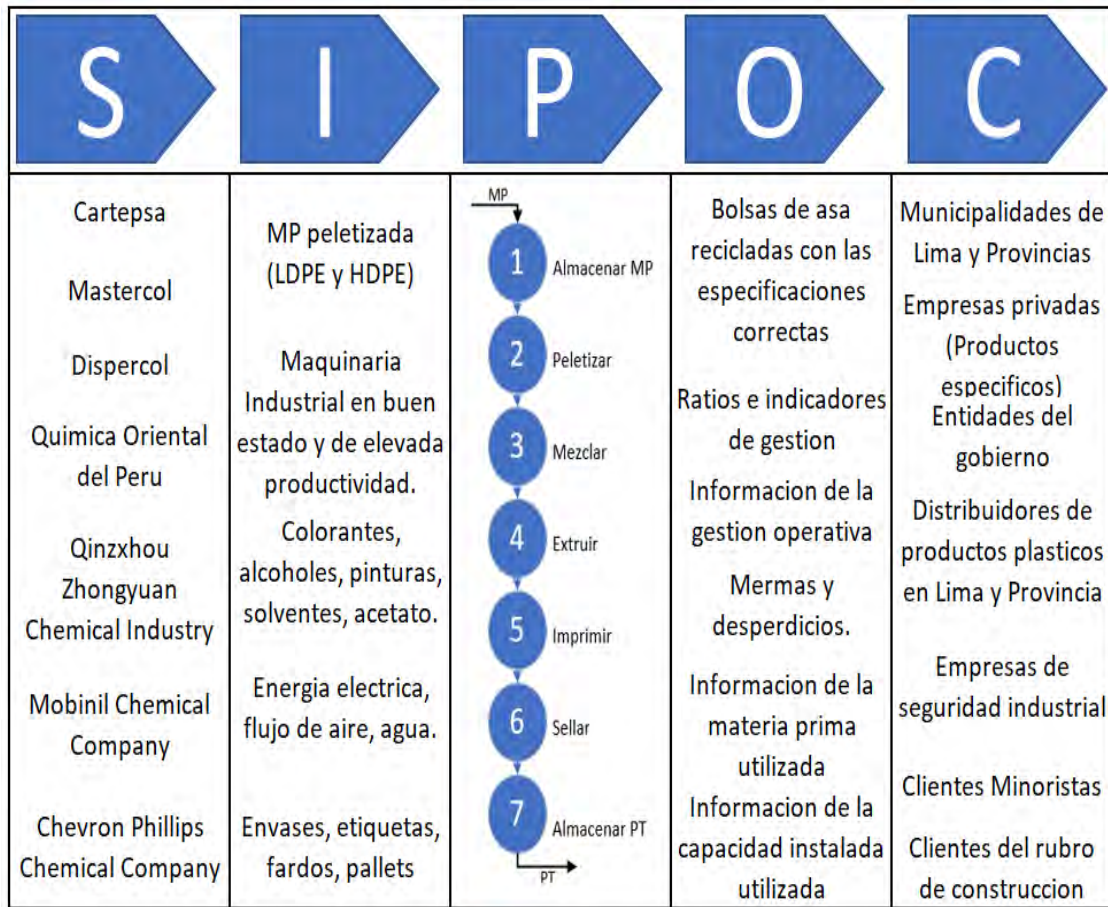 S
I
P
O
C
Cartepsa
Mastercol
Dispercol
Quimica Oriental
del Peru
Qinzxhou
Zhongyuan
Chemical Industry
Mobinil Chemical
Company
Chevron Phillips
Chemical Company
MP peletizada
(LDPE y HDPE)
Maquinaria
Industrial en buen
estado y de elevada
productividad.
Colorantes,
alcoholes, pinturas,
solventes, acetato.
Energia electrica,
flujo de aire, agua.
Envases, etiquetas,
fardos, pallets
MP
1 Almacenar MP
2 Peletizar
3 Mezclar
4 Extruir
5 Imprimir
6 Sellar
7 Almacenar PT
PT
Bolsas de asa
recicladas con las
especificaciones
correctas
Ratios e indicadores
de gestion
Informacion de la
gestion operativa
Mermas y
desperdicios.
Informacion de la
materia prima
utilizada
Informacion de la
capacidad instalada
utilizada
Municipalidades de
Lima y Provincias
Empresas privadas
(Productos
especificos)
Entidades del
gobierno
Distribuidores de
productos plasticos
en Lima y Provincia
Empresas de
seguridad industrial
Clientes Minoristas
Clientes del rubro
de construccion